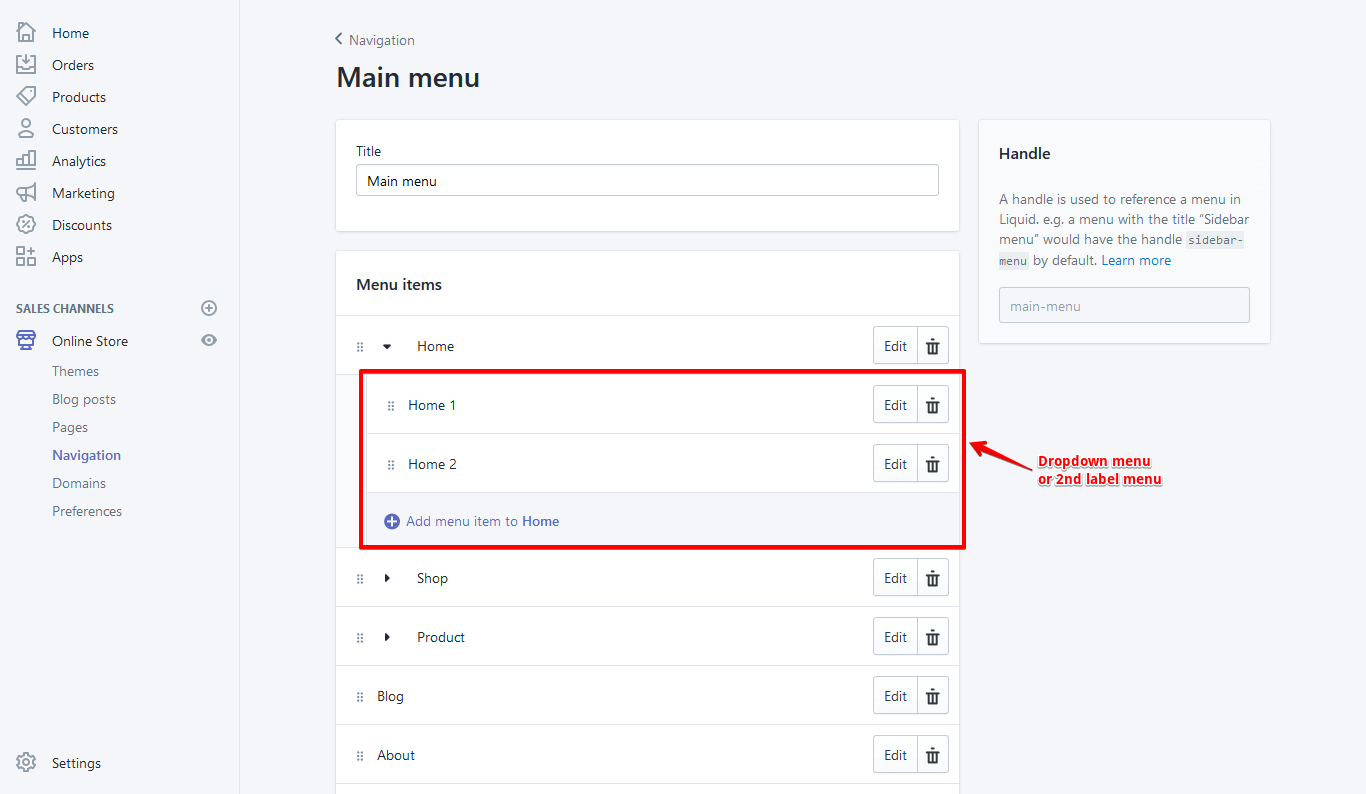 Home
Orders
Products
Customers
Analytics
Marketing
Discounts
Apps
SALES CHANNELS
Online Store
Themes
Blog posts
Pages
Navigation
Domains
Preferences
Settings
Navigation
Main menu
Title
Main menu
Menu items
Home
Edit
Home 1
Edit
Home 2
Edit
Add menu item to Home
Shop
Edit
Product
Edit
Blog
Edit
About
Edit
Handle
A handle is used to reference a menu in
Liquid. e.g. a menu with the title “Sidebar
menu” would have the handle sidebar-
menu by default. Learn more
main-menu
Dropdown menu
or 2nd label menu